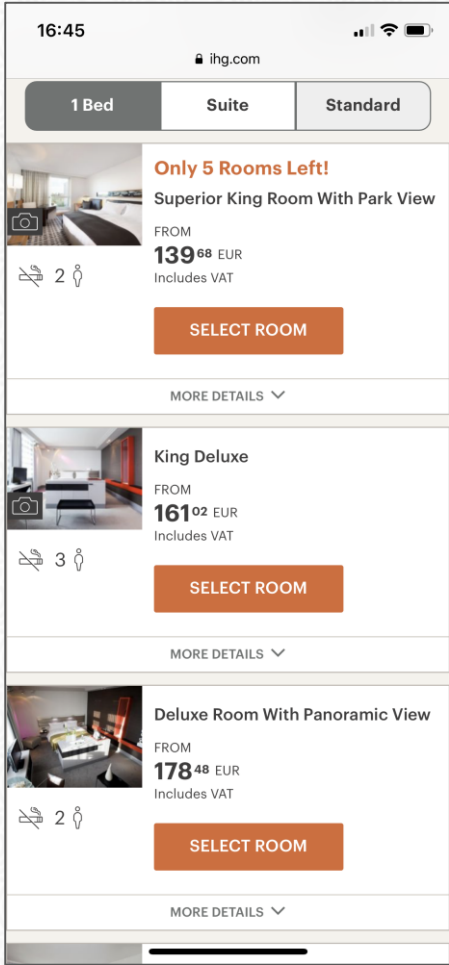 16:45
ihg.com
1 Bed Suite Standard
Only 5 Rooms Left!
Superior King Room With Park View
FROM
139 68 EUR
Includes VAT
2
SELECT ROOM
MORE DETAILS
King Deluxe
FROM
161 02 EUR
Includes VAT
3
SELECT ROOM
MORE DETAILS
Deluxe Room With Panoramic View
FROM
178 48 EUR
Includes VAT
2
SELECT ROOM
MORE DETAILS